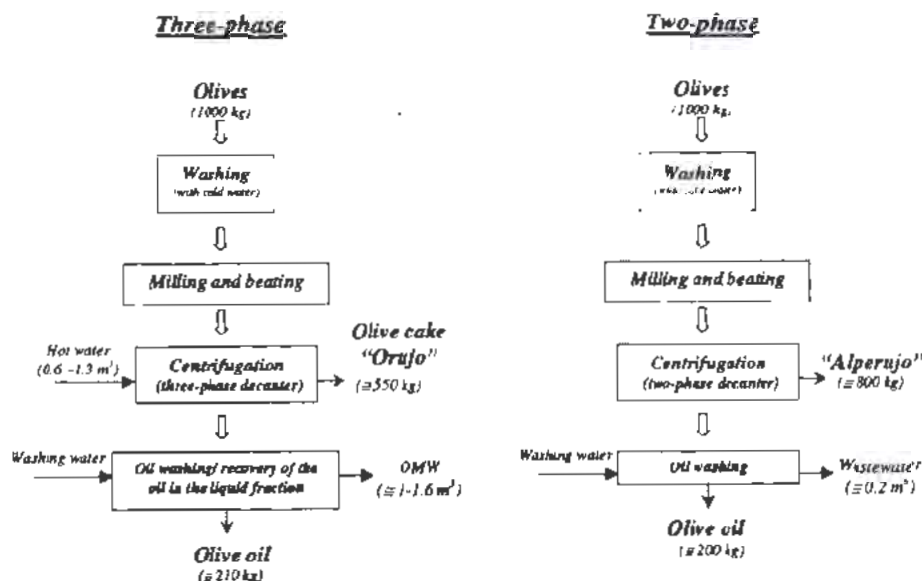 Three-phase
Olives
(1000 kg)
Washing
(with cold water)
Milling and beating
Hot water
(0.6 -1.3 m³)
Centrifugation
(three-phase decanter)
Olive cake
"Orujo"
(≅550 kg)
Washing water
Oil washing/ recovery of the
oil in the liquid fraction
OMW
(≅1-1.6 m³)
Olive oil
(≅210 kg)
Two-phase
Olives
(1000 kg)
Washing
(with cold water)
Milling and beating
Centrifugation
(two-phase decanter)
"Alperujo"
(≅800 kg)
Washing water
Oil washing
Wastewater
(≅0.2 m³)
Olive oil
(≅200 kg)